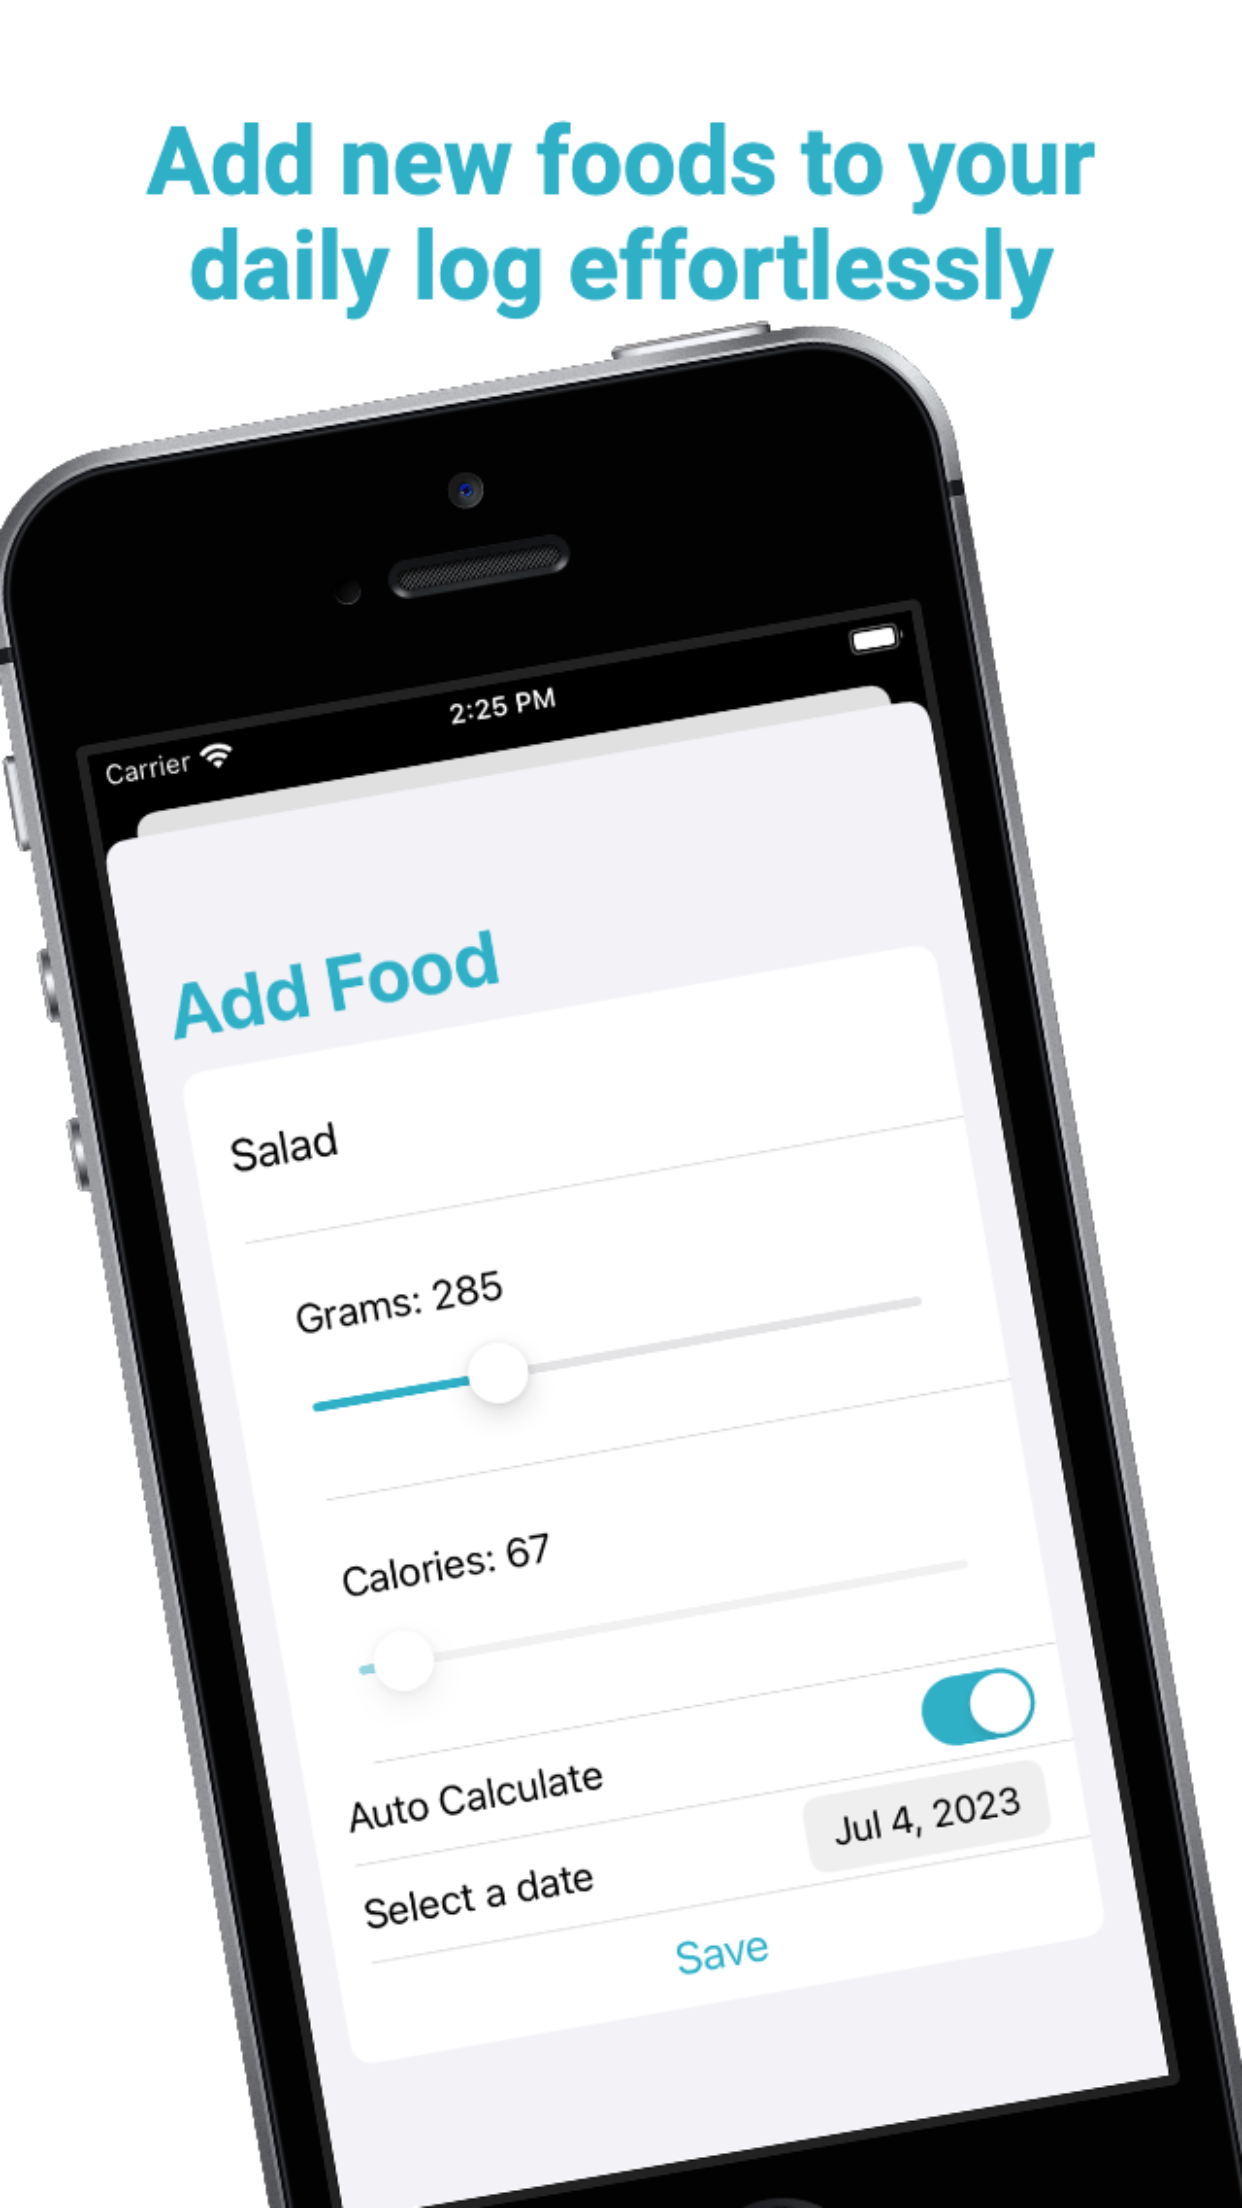 Add new foods to your
daily log effortlessly
Carrier
2:25 PM
Add Food
Salad
Grams: 285
Calories: 67
Auto Calculate
Select a date
Jul 4, 2023
Save